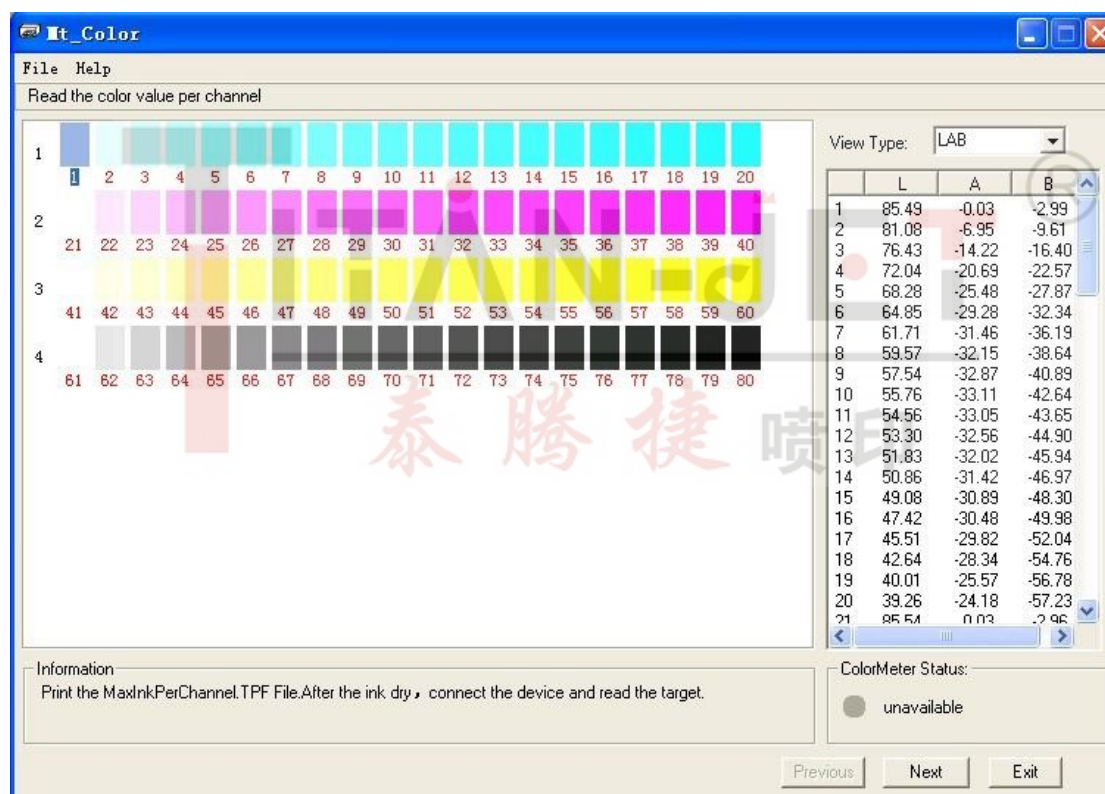 Mt_Color
File Help
Read the color value per channel
1
1 2 3 4 5 6 7 8 9 10 11 12 13 14 15 16 17 18 19 20
2
21 22 23 24 25 26 27 28 29 30 31 32 33 34 35 36 37 38 39 40
3
41 42 43 44 45 46 47 48 49 50 51 52 53 54 55 56 57 58 59 60
4
61 62 63 64 65 66 67 68 69 70 71 72 73 74 75 76 77 78 79 80
TITAN-JET ®
泰腾捷 喷印
View Type: LAB
L A B
1 85.49 -0.03 -2.99
2 81.08 -6.95 -9.61
3 76.43 -14.22 -16.40
4 72.04 -20.69 -22.57
5 68.28 -25.48 -27.87
6 64.85 -29.28 -32.34
7 61.71 -31.46 -36.19
8 59.57 -32.15 -38.64
9 57.54 -32.87 -40.89
10 55.76 -33.11 -42.64
11 54.56 -33.05 -43.65
12 53.30 -32.56 -44.90
13 51.83 -32.02 -45.94
14 50.86 -31.42 -46.97
15 49.08 -30.89 -48.30
16 47.42 -30.48 -49.98
17 45.51 -29.82 -52.04
18 42.64 -28.34 -54.76
19 40.01 -25.57 -56.78
20 39.26 -24.18 -57.23
21 85.54 0.03 -2.96
Information
Print the MaxInkPerChannel.TPF File.After the ink dry，connect the device and read the target.
ColorMeter Status:
unavailable
Previous Next Exit